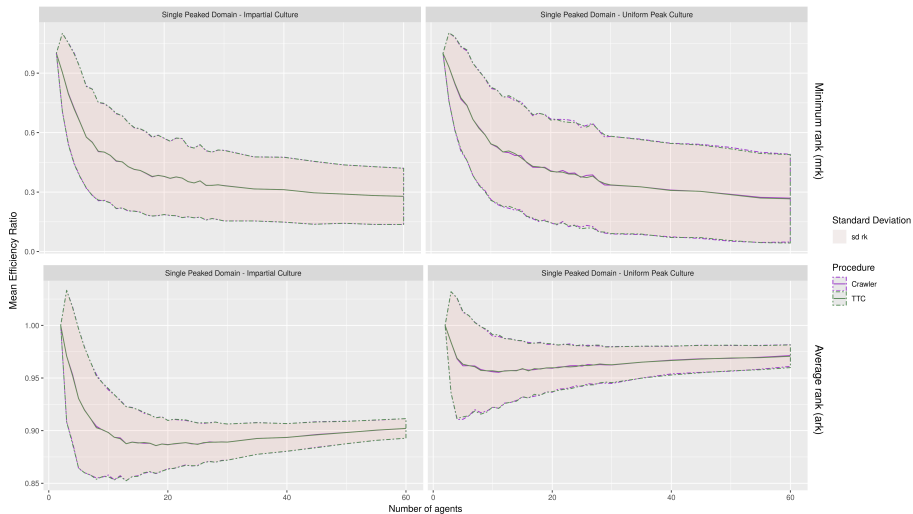 Single Peaked Domain - Impartial Culture
Single Peaked Domain - Uniform Peak Culture
0.9
0.6
0.3
0.0
Minimum rank (mrk)
Mean Efficiency Ratio
Single Peaked Domain - Impartial Culture
Single Peaked Domain - Uniform Peak Culture
1.00
0.95
0.90
0.85
Average rank (ark)
0
20
40
60
0
20
40
60
Number of agents
Standard Deviation
sd rk
Procedure
Crawler
TTC